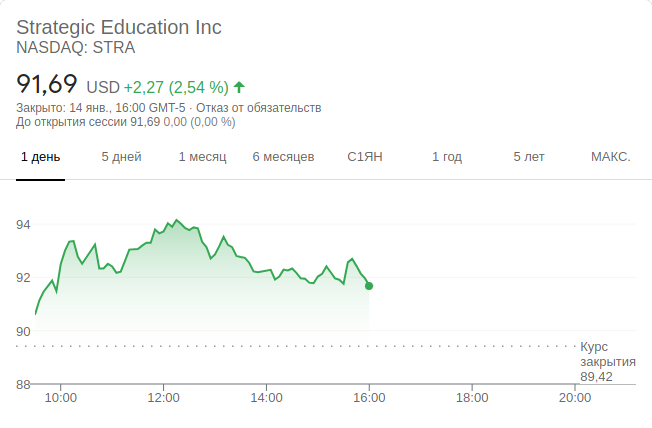 Strategic Education Inc
NASDAQ: STRA
91,69 USD +2,27 (2,54 %)
Закрыто: 14 янв., 16:00 GMT-5 · Отказ от обязательств
До открытия сессии 91,69 0,00 (0,00 %)
1 день 5 дней 1 месяц 6 месяцев С1ЯН 1 год 5 лет МАКС.
94
92
90
Курс
закрытия
89,42
88
10:00 12:00 14:00 16:00 18:00 20:00